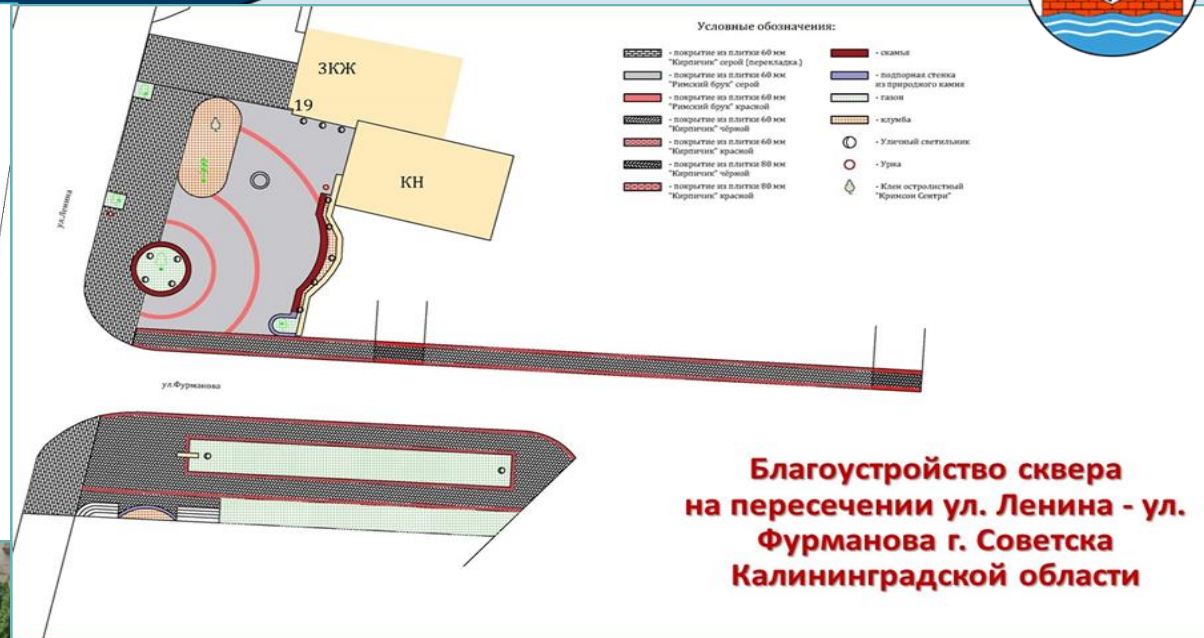 Условные обозначения:
- покрытие из плитки 60 мм
"Кирпичик" серой (перекладка.)
- покрытие из плитки 60 мм
"Римский брук" серой
- покрытие из плитки 60 мм
"Римский брук" красной
- покрытие из плитки 60 мм
"Кирпичик" чёрной
- покрытие из плитки 60 мм
"Кирпичик" красной
- покрытие из плитки 80 мм
"Кирпичик" чёрной
- покрытие из плитки 80 мм
"Кирпичик" красной
- скамья
- подпорная стенка
из природного камня
- газон
- клумба
- Уличный светильник
- Урна
- Клен остролистный
"Кримсон Сентри"
3КЖ
19
КН
ул.Ленина
ул.Фурманова
Благоустройство сквера
на пересечении ул. Ленина - ул.
Фурманова г. Советска
Калининградской области